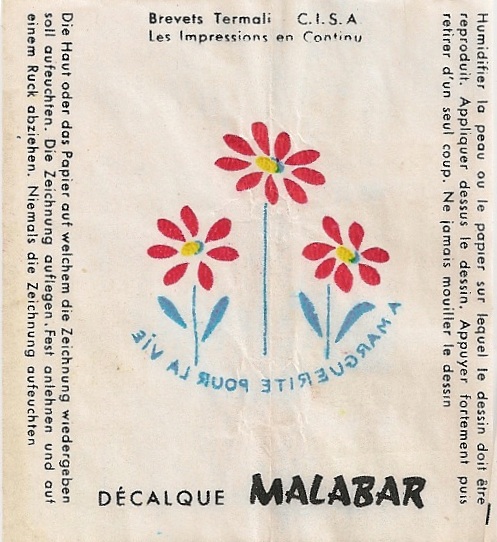 Brevets Termali C.I.S.A.
Les Impressions en Continu
Humidifier la peau ou le papier sur lequel le dessin doit être
reproduit. Appliquer dessus le dessin. Appuyer fortement puis
retirer d'un seul coup. Ne jamais mouiller le dessin
Die Haut oder das Papier auf welchem die Zeichnung wiedergeben
soll aufeuchten. Die Zeichnung auflegen. Fest anlehnen und auf
einem Ruck abziehen. Niemals die Zeichnung aufeuchten
A MARGUERITE POUR LA VIE
DÉCALQUE MALABAR